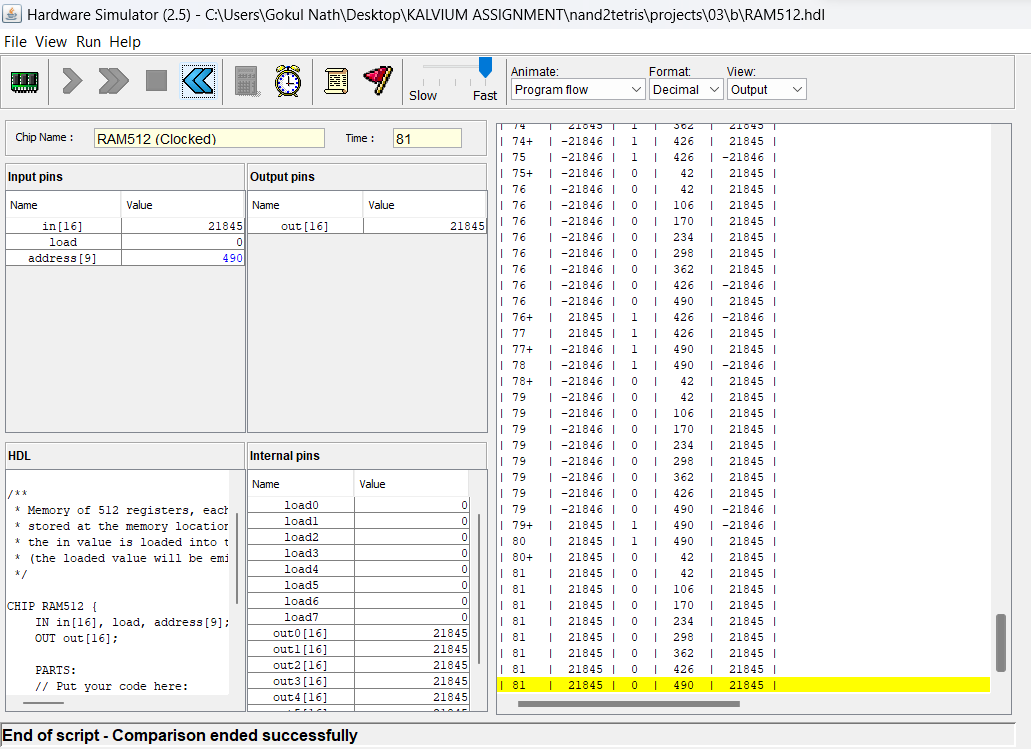 Hardware Simulator (2.5) - C:\Users\Gokul Nath\Desktop\KALVIUM ASSIGNMENT\nand2tetris\projects\03\b\RAM512.hdl
File View Run Help
Slow Fast
Animate: Format: View:
Program flow Decimal Output
Chip Name : RAM512 (Clocked) Time : 81
Input pins
Name Value
in[16] 21845
load 0
address[9] 490
Output pins
Name Value
out[16] 21845
HDL
/**
* Memory of 512 registers, each
* stored at the memory location
* the in value is loaded into t
* (the loaded value will be emi
*/
CHIP RAM512 {
IN in[16], load, address[9];
OUT out[16];
PARTS:
// Put your code here:
Internal pins
Name Value
load0 0
load1 0
load2 0
load3 0
load4 0
load5 0
load6 0
load7 0
out0[16] 21845
out1[16] 21845
out2[16] 21845
out3[16] 21845
out4[16] 21845
| 74 | 21845 | 1 | 362 | 21845 |
| 74+ | -21846 | 1 | 426 | 21845 |
| 75 | -21846 | 1 | 426 | -21846 |
| 75+ | -21846 | 0 | 42 | 21845 |
| 76 | -21846 | 0 | 42 | 21845 |
| 76 | -21846 | 0 | 106 | 21845 |
| 76 | -21846 | 0 | 170 | 21845 |
| 76 | -21846 | 0 | 234 | 21845 |
| 76 | -21846 | 0 | 298 | 21845 |
| 76 | -21846 | 0 | 362 | 21845 |
| 76 | -21846 | 0 | 426 | -21846 |
| 76 | -21846 | 0 | 490 | 21845 |
| 76+ | 21845 | 1 | 426 | -21846 |
| 77 | 21845 | 1 | 426 | 21845 |
| 77+ | -21846 | 1 | 490 | 21845 |
| 78 | -21846 | 1 | 490 | -21846 |
| 78+ | -21846 | 0 | 42 | 21845 |
| 79 | -21846 | 0 | 42 | 21845 |
| 79 | -21846 | 0 | 106 | 21845 |
| 79 | -21846 | 0 | 170 | 21845 |
| 79 | -21846 | 0 | 234 | 21845 |
| 79 | -21846 | 0 | 298 | 21845 |
| 79 | -21846 | 0 | 362 | 21845 |
| 79 | -21846 | 0 | 426 | 21845 |
| 79 | -21846 | 0 | 490 | -21846 |
| 79+ | 21845 | 1 | 490 | -21846 |
| 80 | 21845 | 1 | 490 | 21845 |
| 80+ | 21845 | 0 | 42 | 21845 |
| 81 | 21845 | 0 | 42 | 21845 |
| 81 | 21845 | 0 | 106 | 21845 |
| 81 | 21845 | 0 | 170 | 21845 |
| 81 | 21845 | 0 | 234 | 21845 |
| 81 | 21845 | 0 | 298 | 21845 |
| 81 | 21845 | 0 | 362 | 21845 |
| 81 | 21845 | 0 | 426 | 21845 |
| 81 | 21845 | 0 | 490 | 21845 |
End of script - Comparison ended successfully